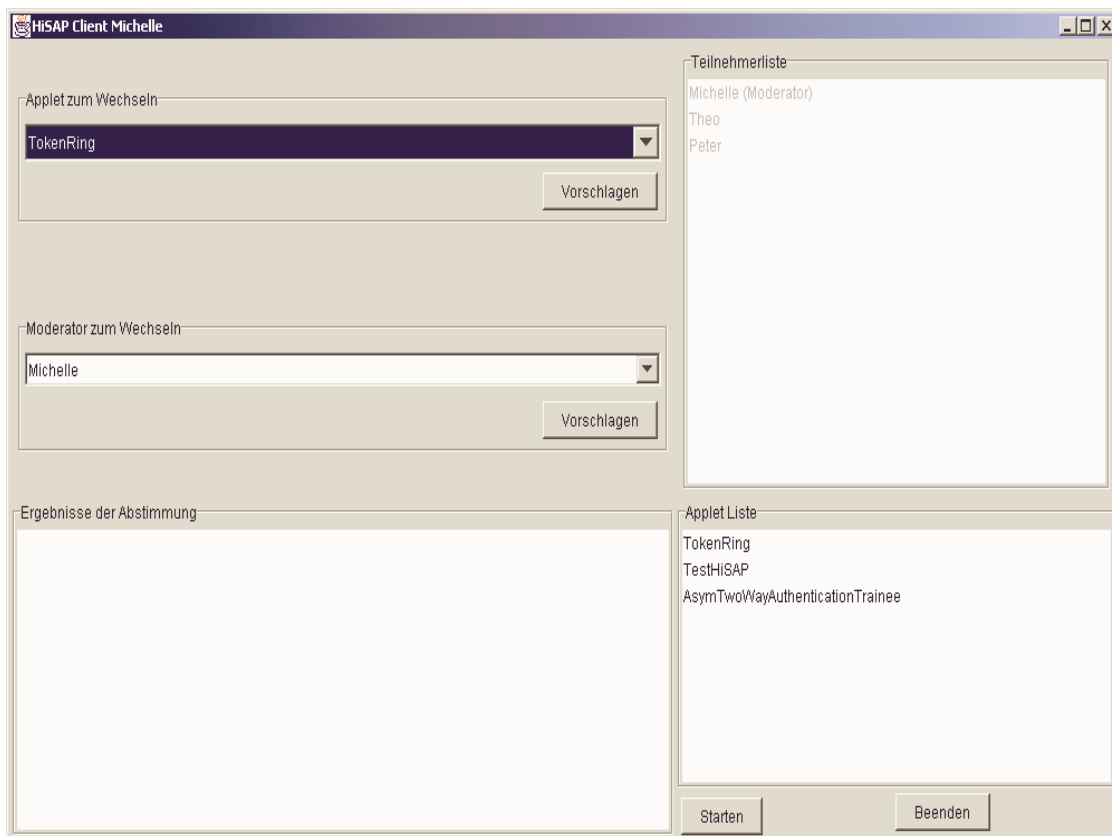 HiSAP Client Michelle
Applet zum Wechseln
TokenRing
Vorschlagen
Moderator zum Wechseln
Michelle
Vorschlagen
Teilnehmerliste
Michelle (Moderator)
Theo
Peter
Ergebnisse der Abstimmung
Applet Liste
TokenRing
TestHiSAP
AsymTwoWayAuthenticationTrainee
Starten
Beenden